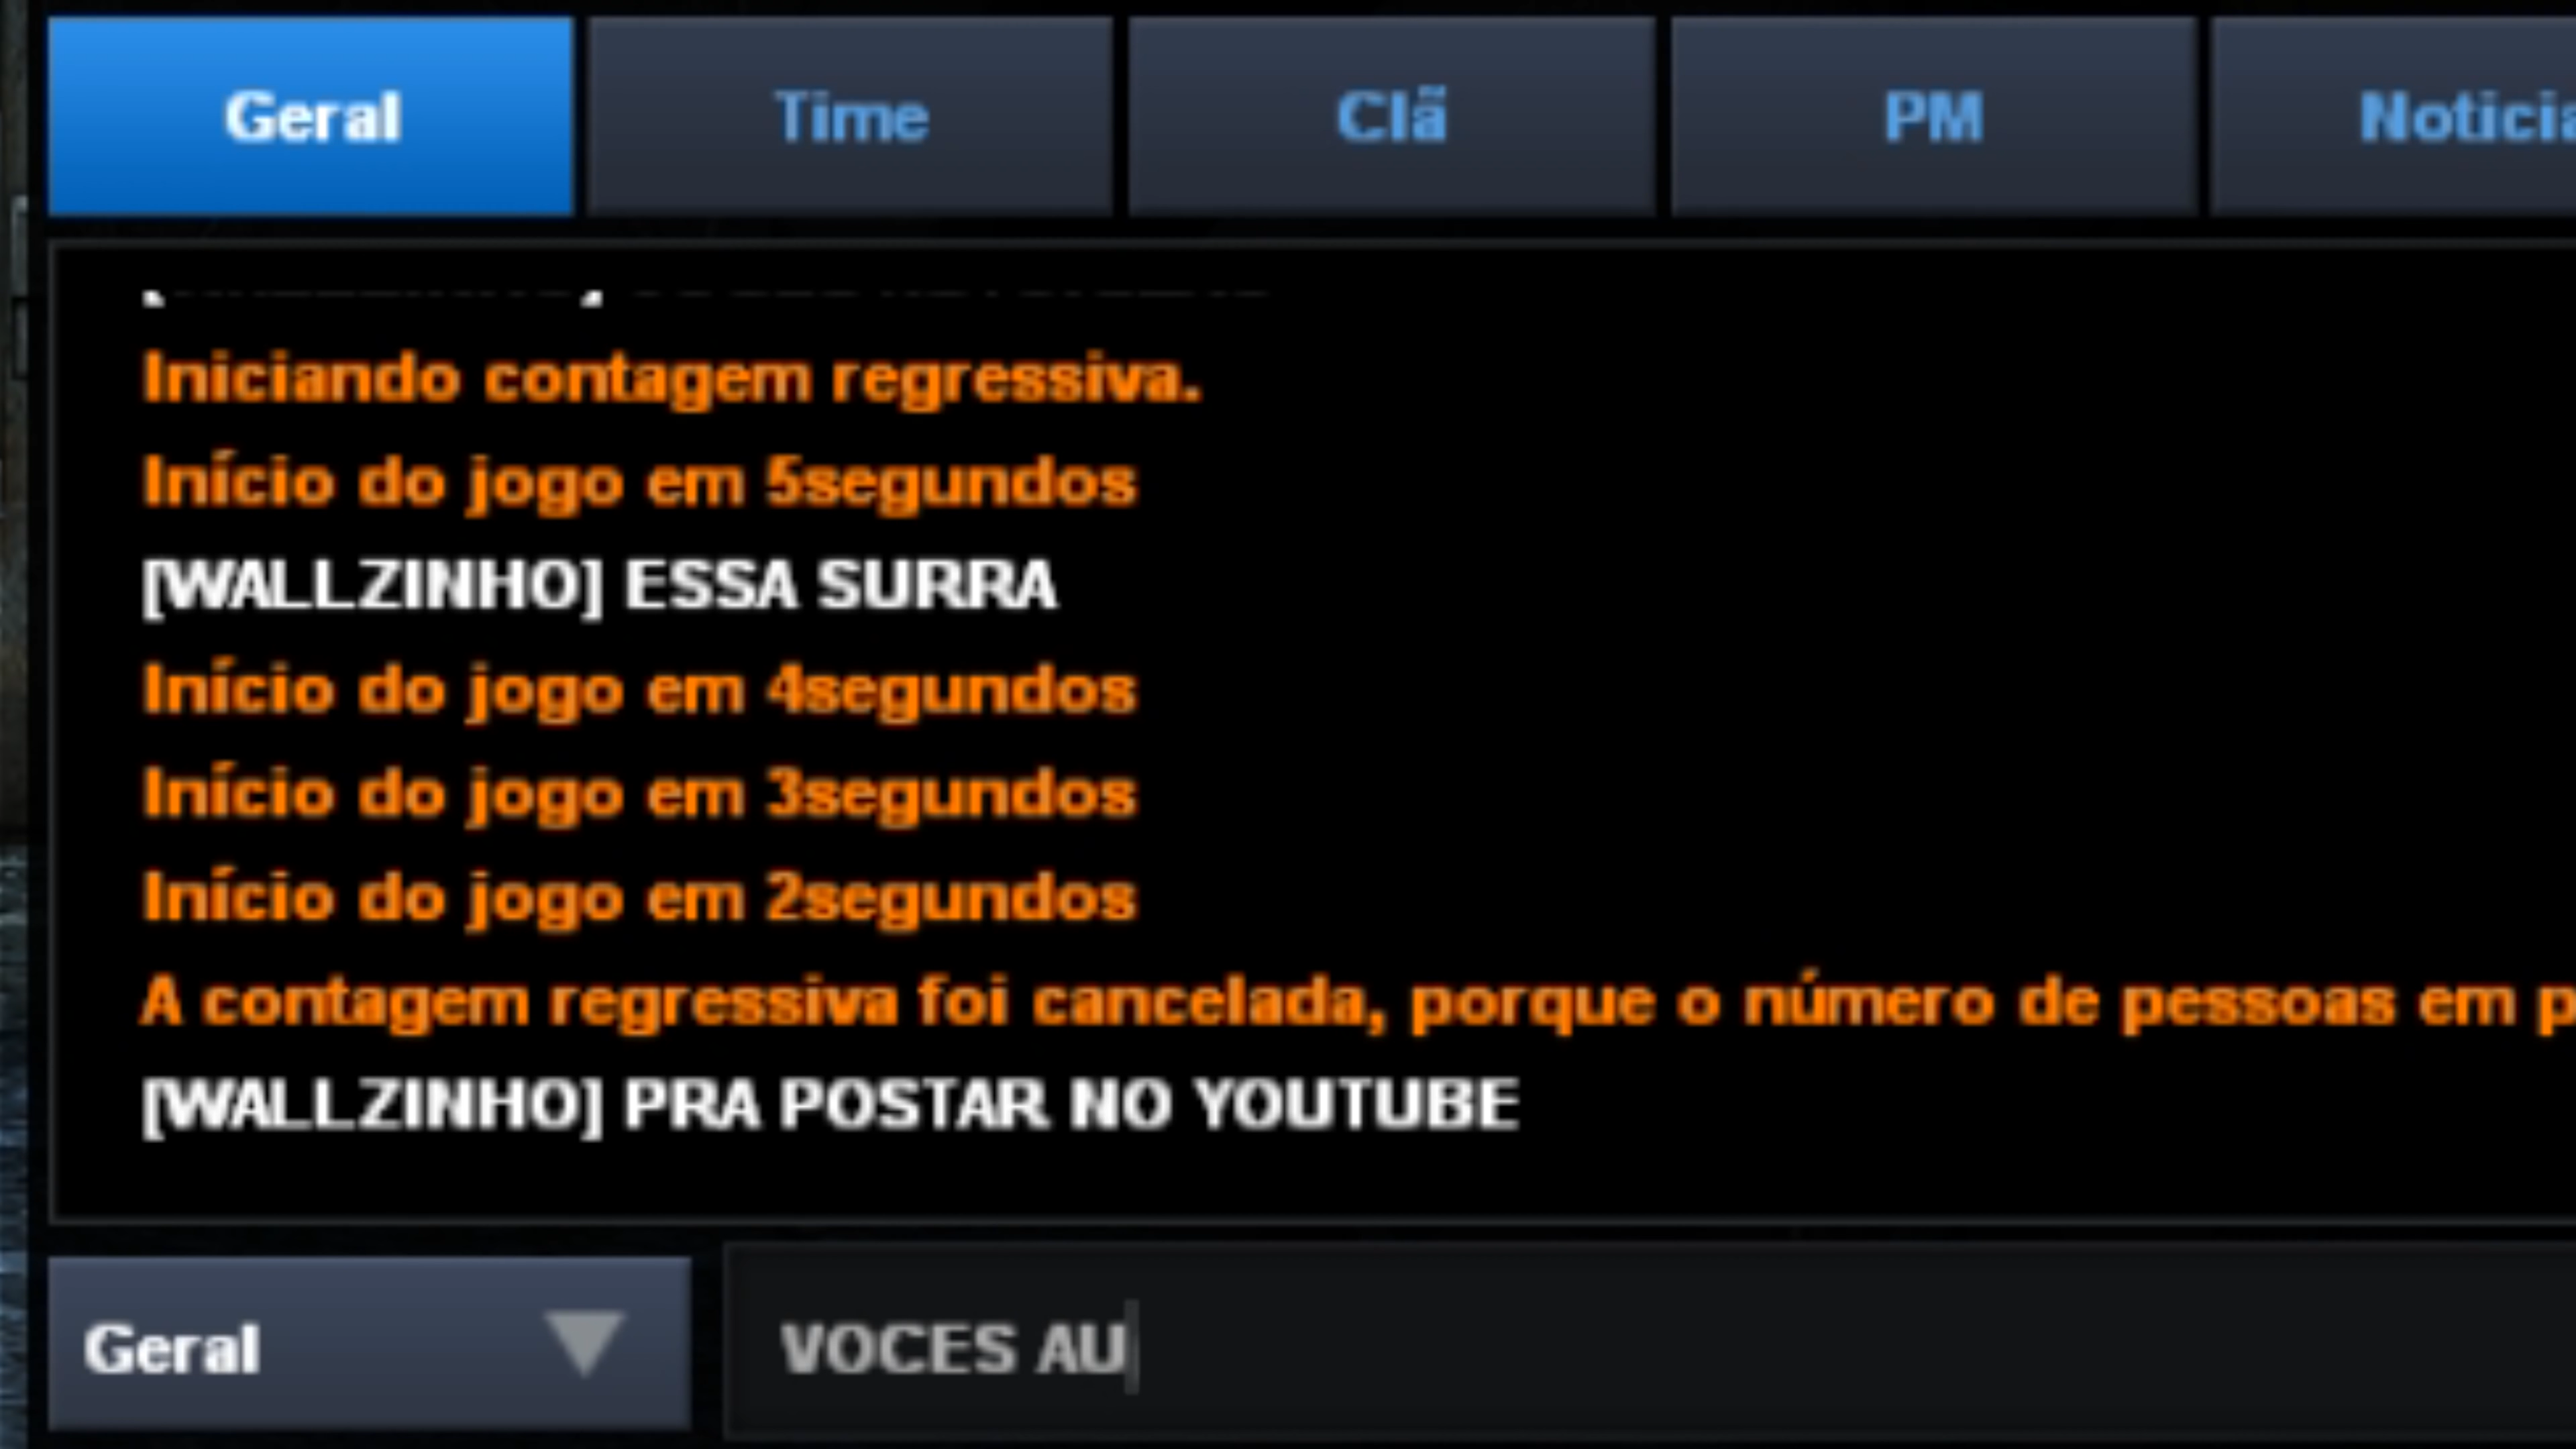 Geral Time Clã PM Noticia
Iniciando contagem regressiva.
Início do jogo em 5segundos
[WALLZINHO] ESSA SURRA
Início do jogo em 4segundos
Início do jogo em 3segundos
Início do jogo em 2segundos
A contagem regressiva foi cancelada, porque o número de pessoas em p
[WALLZINHO] PRA POSTAR NO YOUTUBE
Geral VOCES AU